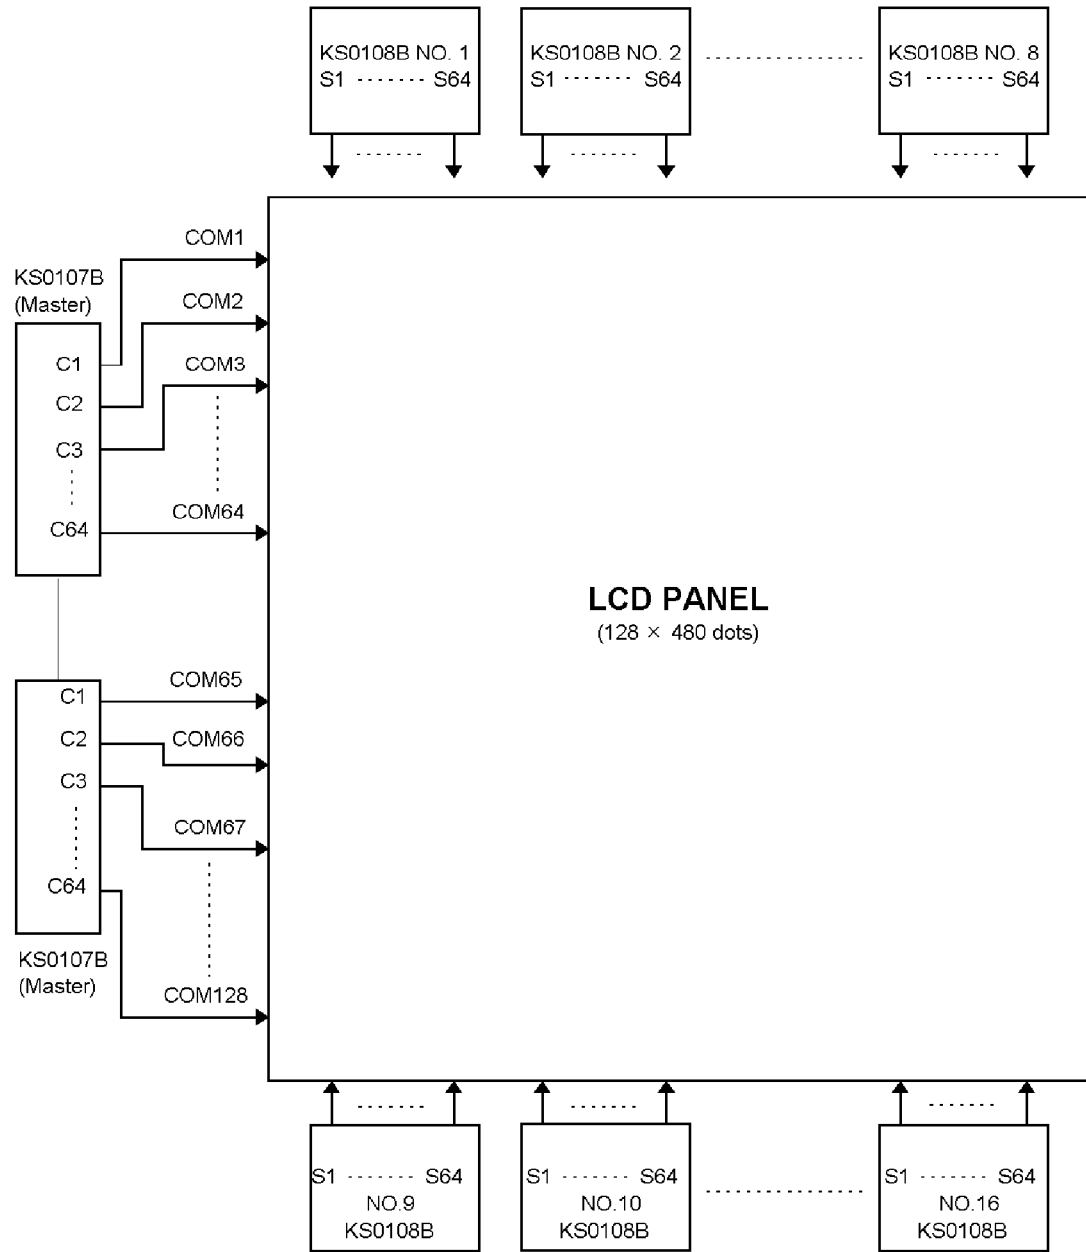 KS0108B NO. 1
S1 ······· S64
KS0108B NO. 2
S1 ······· S64
KS0108B NO. 8
S1 ······· S64
KS0107B
(Master)
C1
C2
C3
C64
COM1
COM2
COM3
COM64
LCD PANEL
(128 × 480 dots)
C1
C2
C3
C64
KS0107B
(Master)
COM65
COM66
COM67
COM128
S1 ······· S64
NO.9
KS0108B
S1 ······· S64
NO.10
KS0108B
S1 ······· S64
NO.16
KS0108B